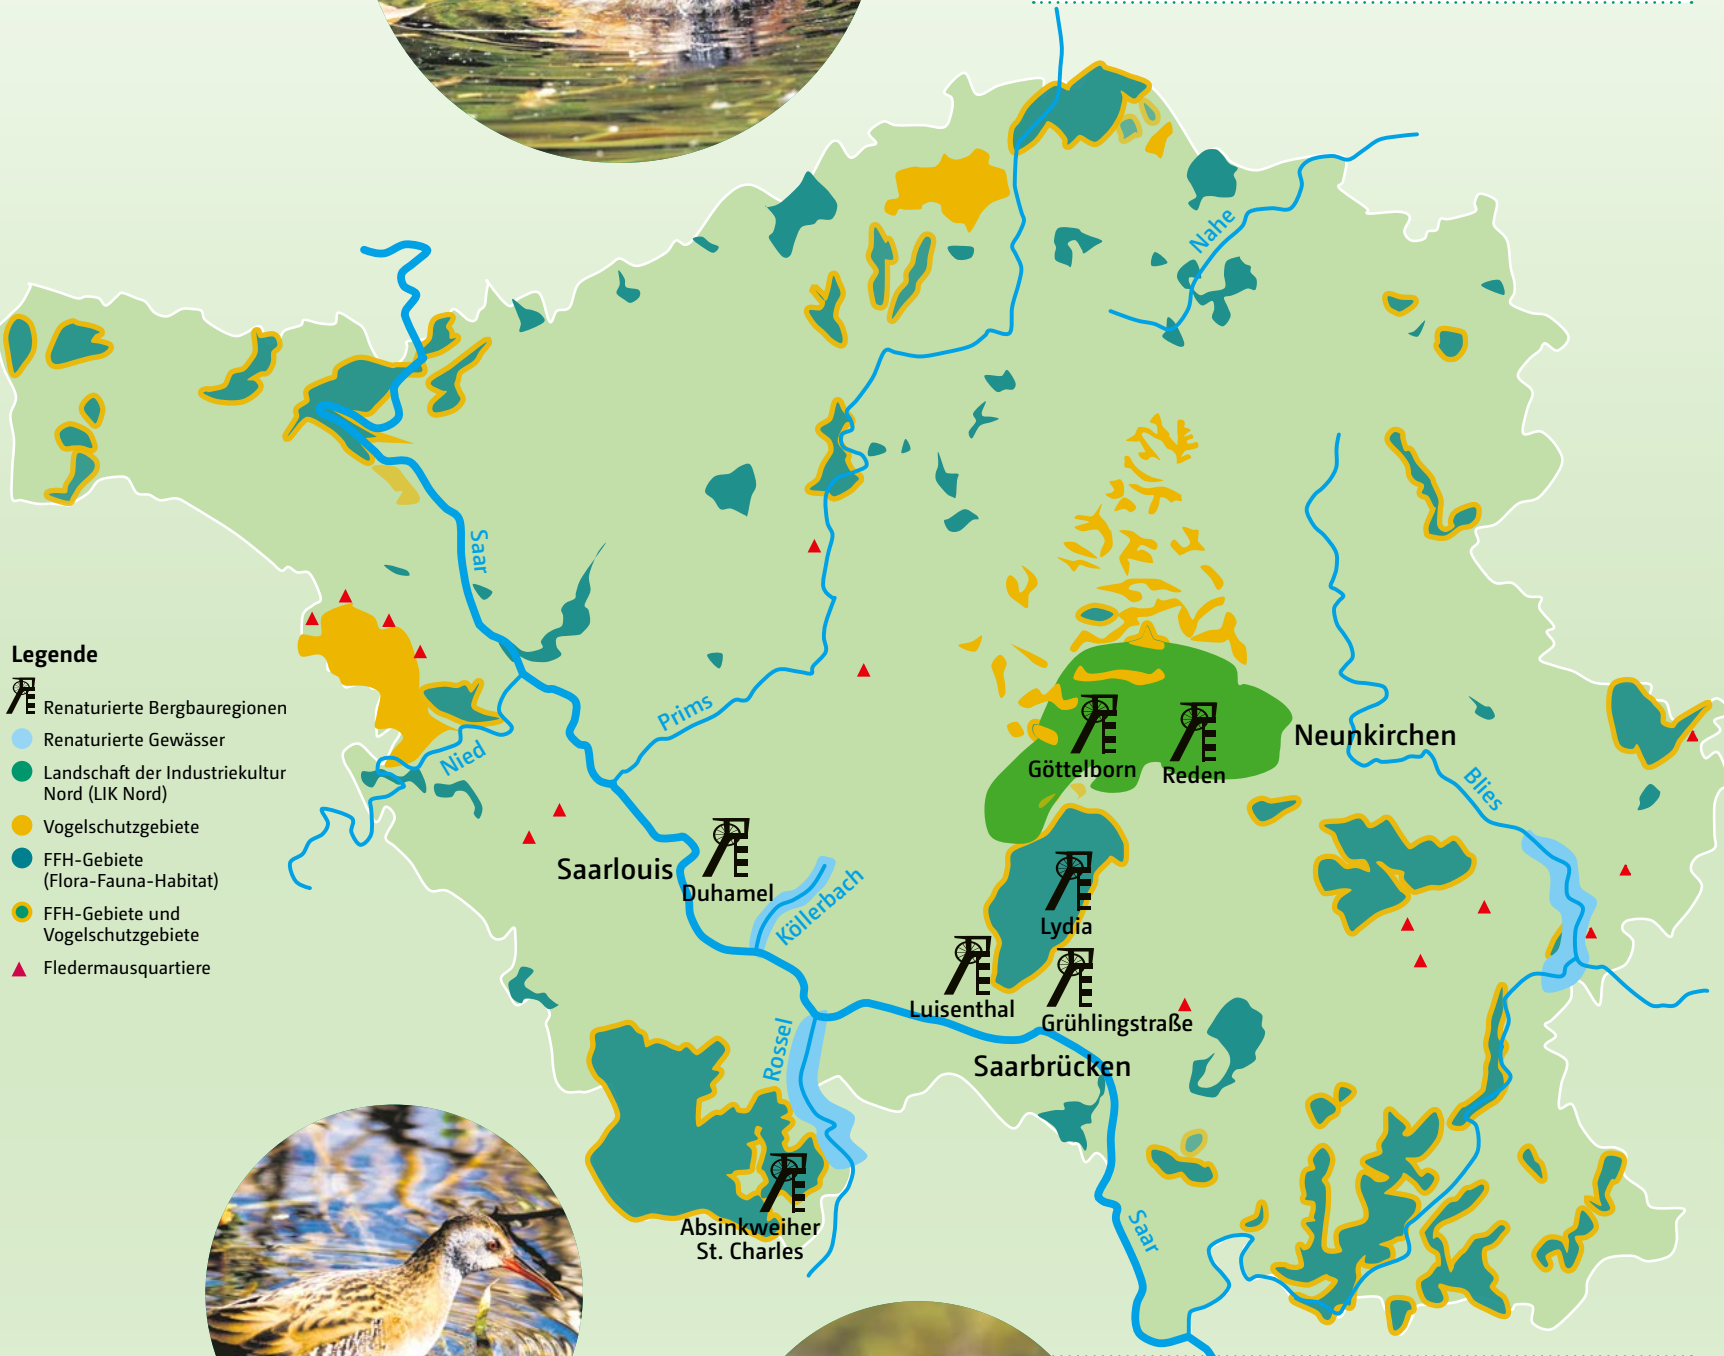 Nahe
Saar
Legende
Renaturierte Bergbauregionen
Renaturierte Gewässer
Landschaft der Industriekultur
Nord (LIK Nord)
Vogelschutzgebiete
FFH-Gebiete
(Flora-Fauna-Habitat)
FFH-Gebiete und
Vogelschutzgebiete
Fledermausquartiere
Prims
Nied
Neunkirchen
Göttelborn
Reden
Blies
Saarlouis
Duhamel
Köllerbach
Lydia
Luisenthal
Grühlingstraße
Rossel
Saarbrücken
Absinkweiher
St. Charles
Saar